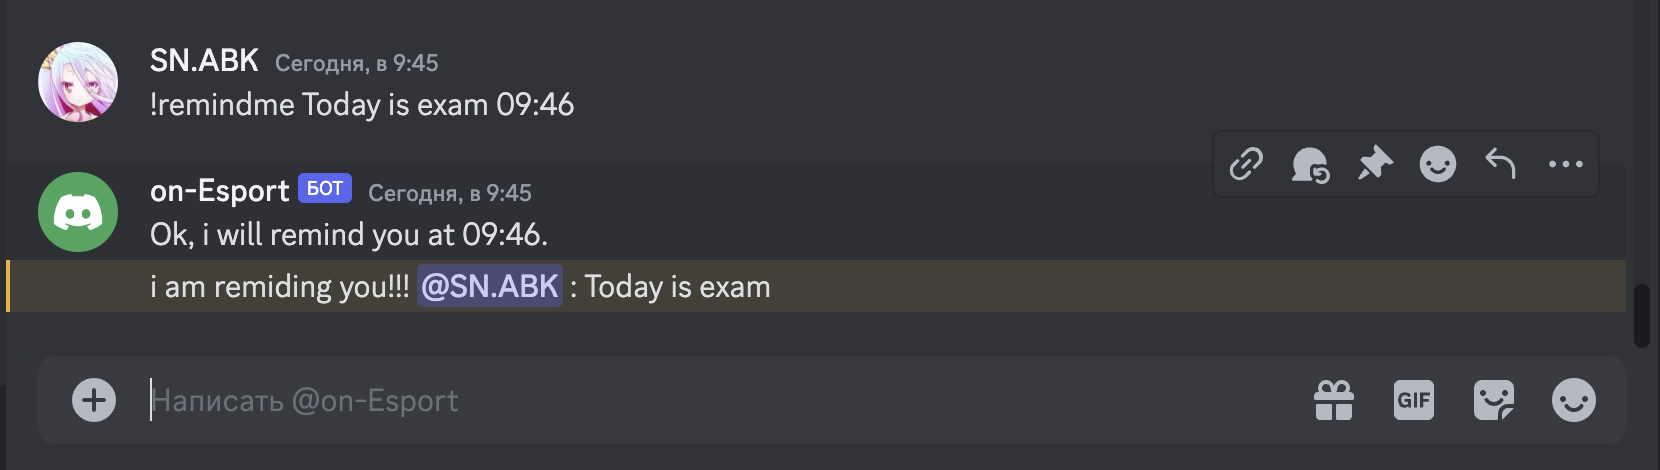 SN.ABK Сегодня, в 9:45
!remindme Today is exam 09:46
on-Esport БОТ Сегодня, в 9:45
Ok, i will remind you at 09:46.
i am remiding you!!! @SN.ABK : Today is exam
Написать @on-Esport
GIF